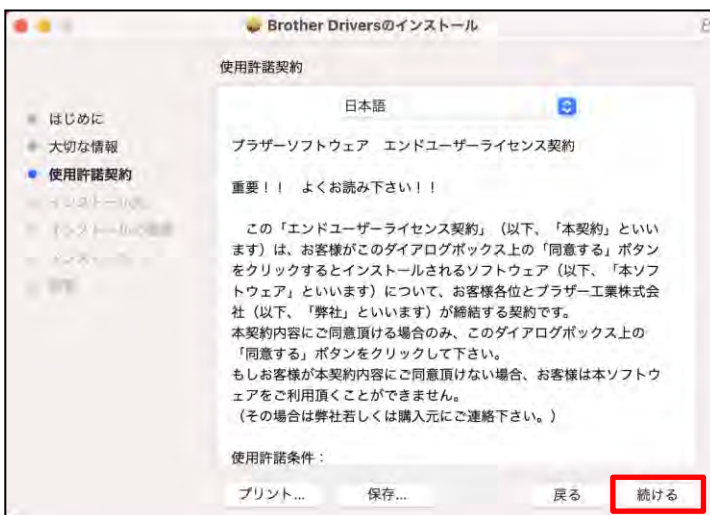 Brother Driversのインストール
使用許諾契約
はじめに
大切な情報
使用許諾契約
日本語
ブラザーソフトウェア　エンドユーザーライセンス契約
重要！！　よくお読み下さい！！
この「エンドユーザーライセンス契約」（以下、「本契約」といい
ます）は、お客様がこのダイアログボックス上の「同意する」ボタン
をクリックするとインストールされるソフトウェア（以下、「本ソフ
トウェア」といいます）について、お客様各位とブラザー工業株式会
社（以下、「弊社」といいます）が締結する契約です。
本契約内容にご同意頂ける場合のみ、このダイアログボックス上の
「同意する」ボタンをクリックして下さい。
もしお客様が本契約内容にご同意頂けない場合、お客様は本ソフトウ
ェアをご利用頂くことができません。
（その場合は弊社若しくは購入元にご連絡下さい。）
使用許諾条件：
プリント...
保存...
戻る
続ける